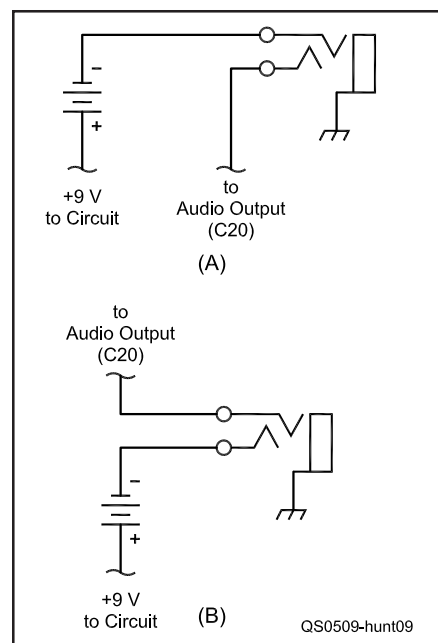 -
+
+9 V
to Circuit
to
Audio Output
(C20)
(A)
to
Audio Output
(C20)
-
+
+9 V
to Circuit
(B)
QS0509-hunt09